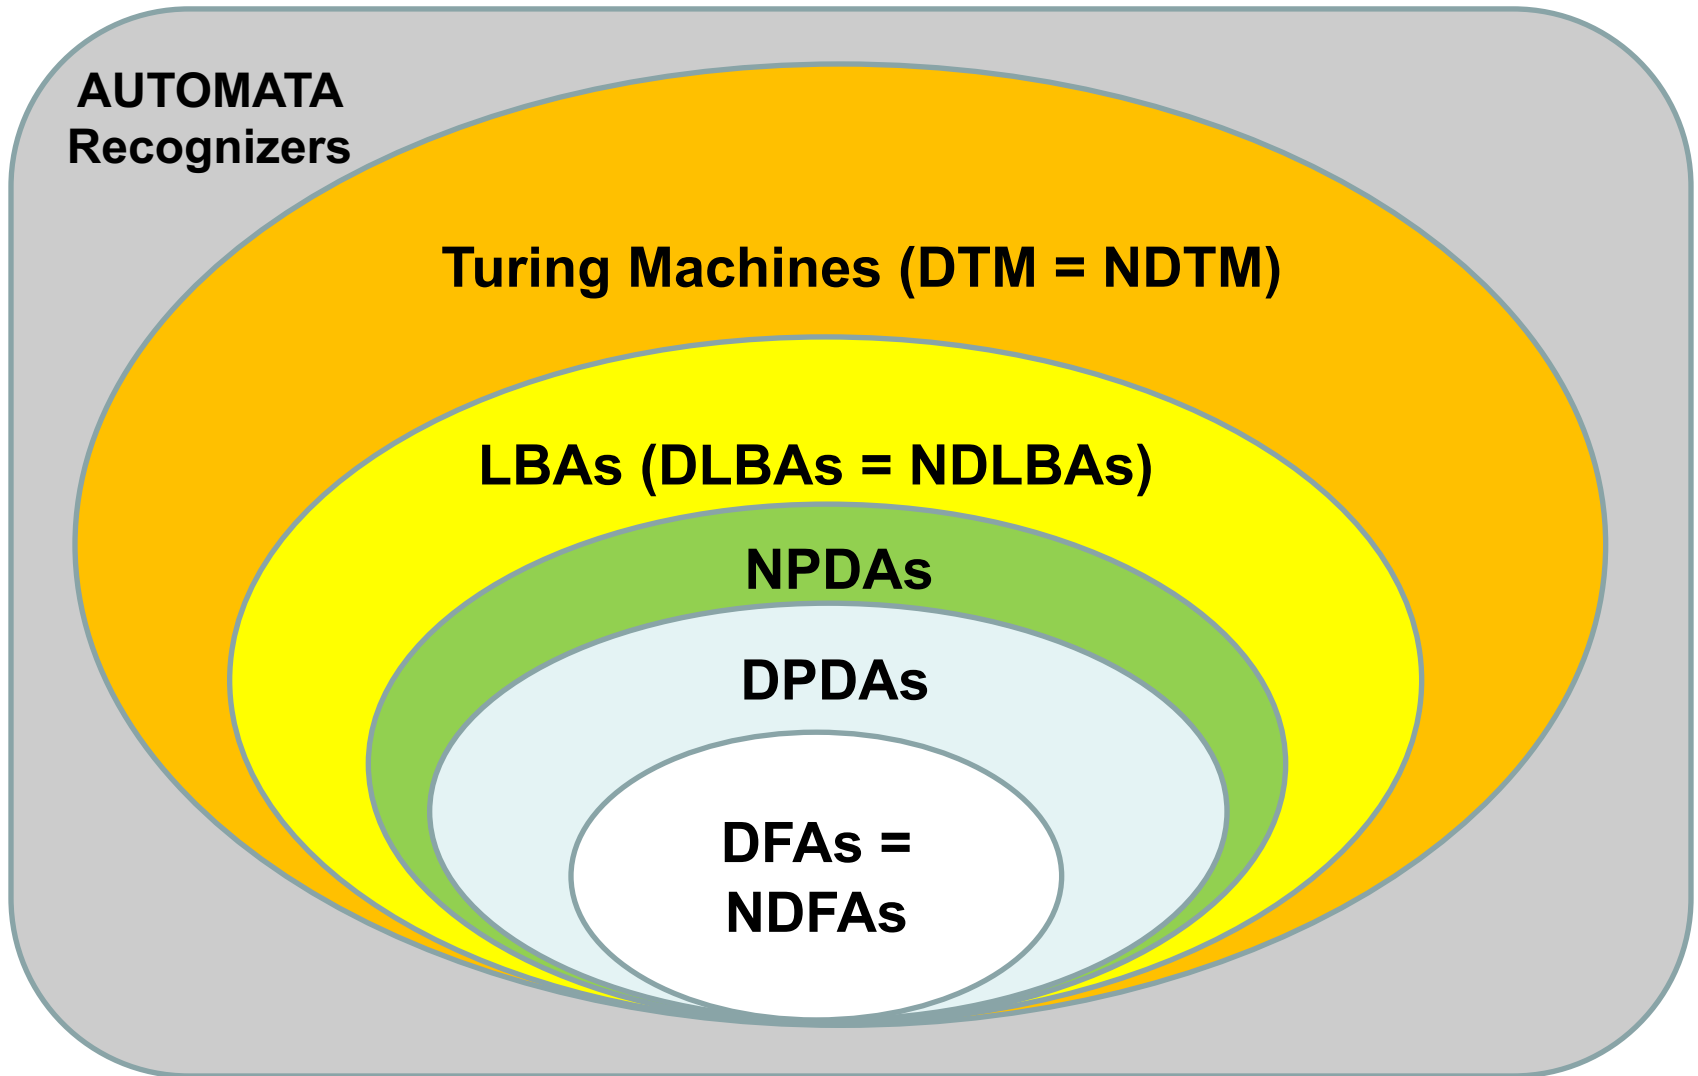 AUTOMATA
Recognizers
Turing Machines (DTM = NDTM)
LBAs (DLBAs = NDLBAs)
NPDAs
DPDAs
DFAs =
NDFAs